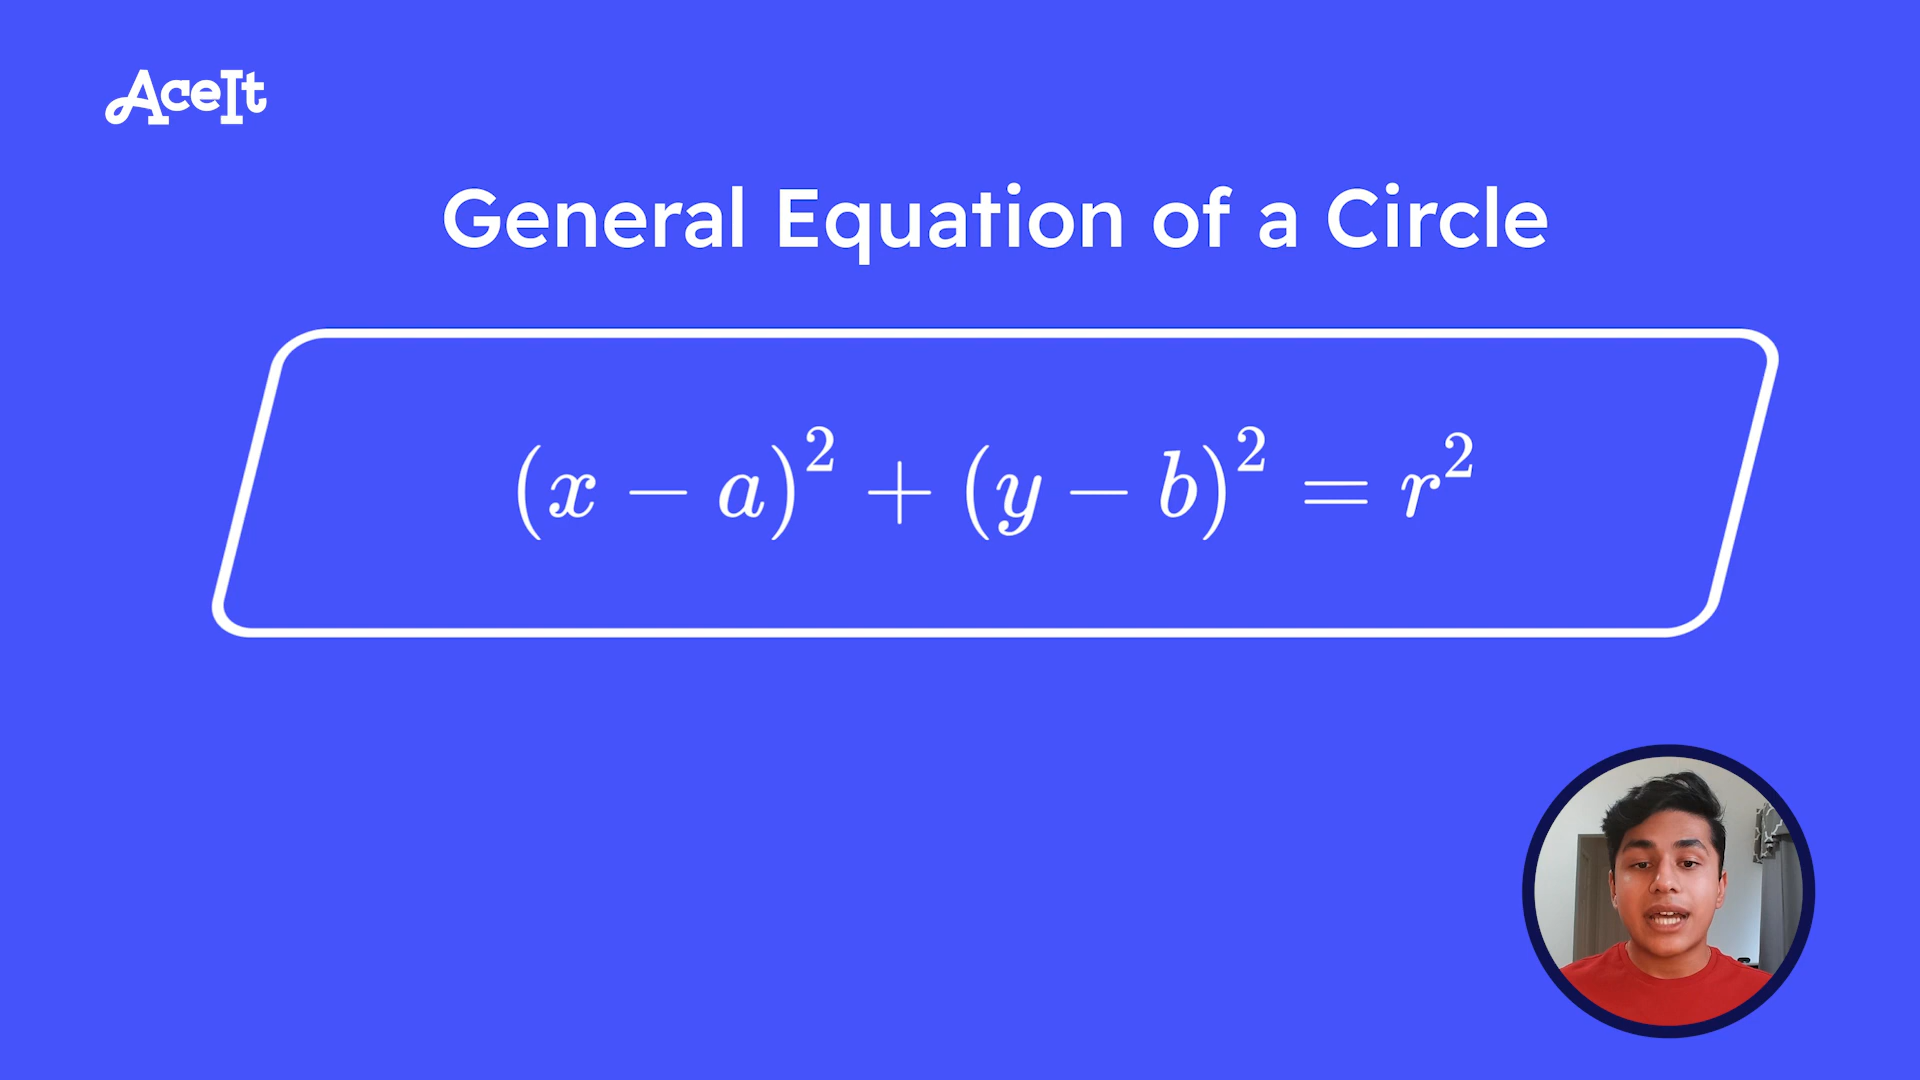 AceIt
General Equation of a Circle
(x − a)² + (y − b)² = r²